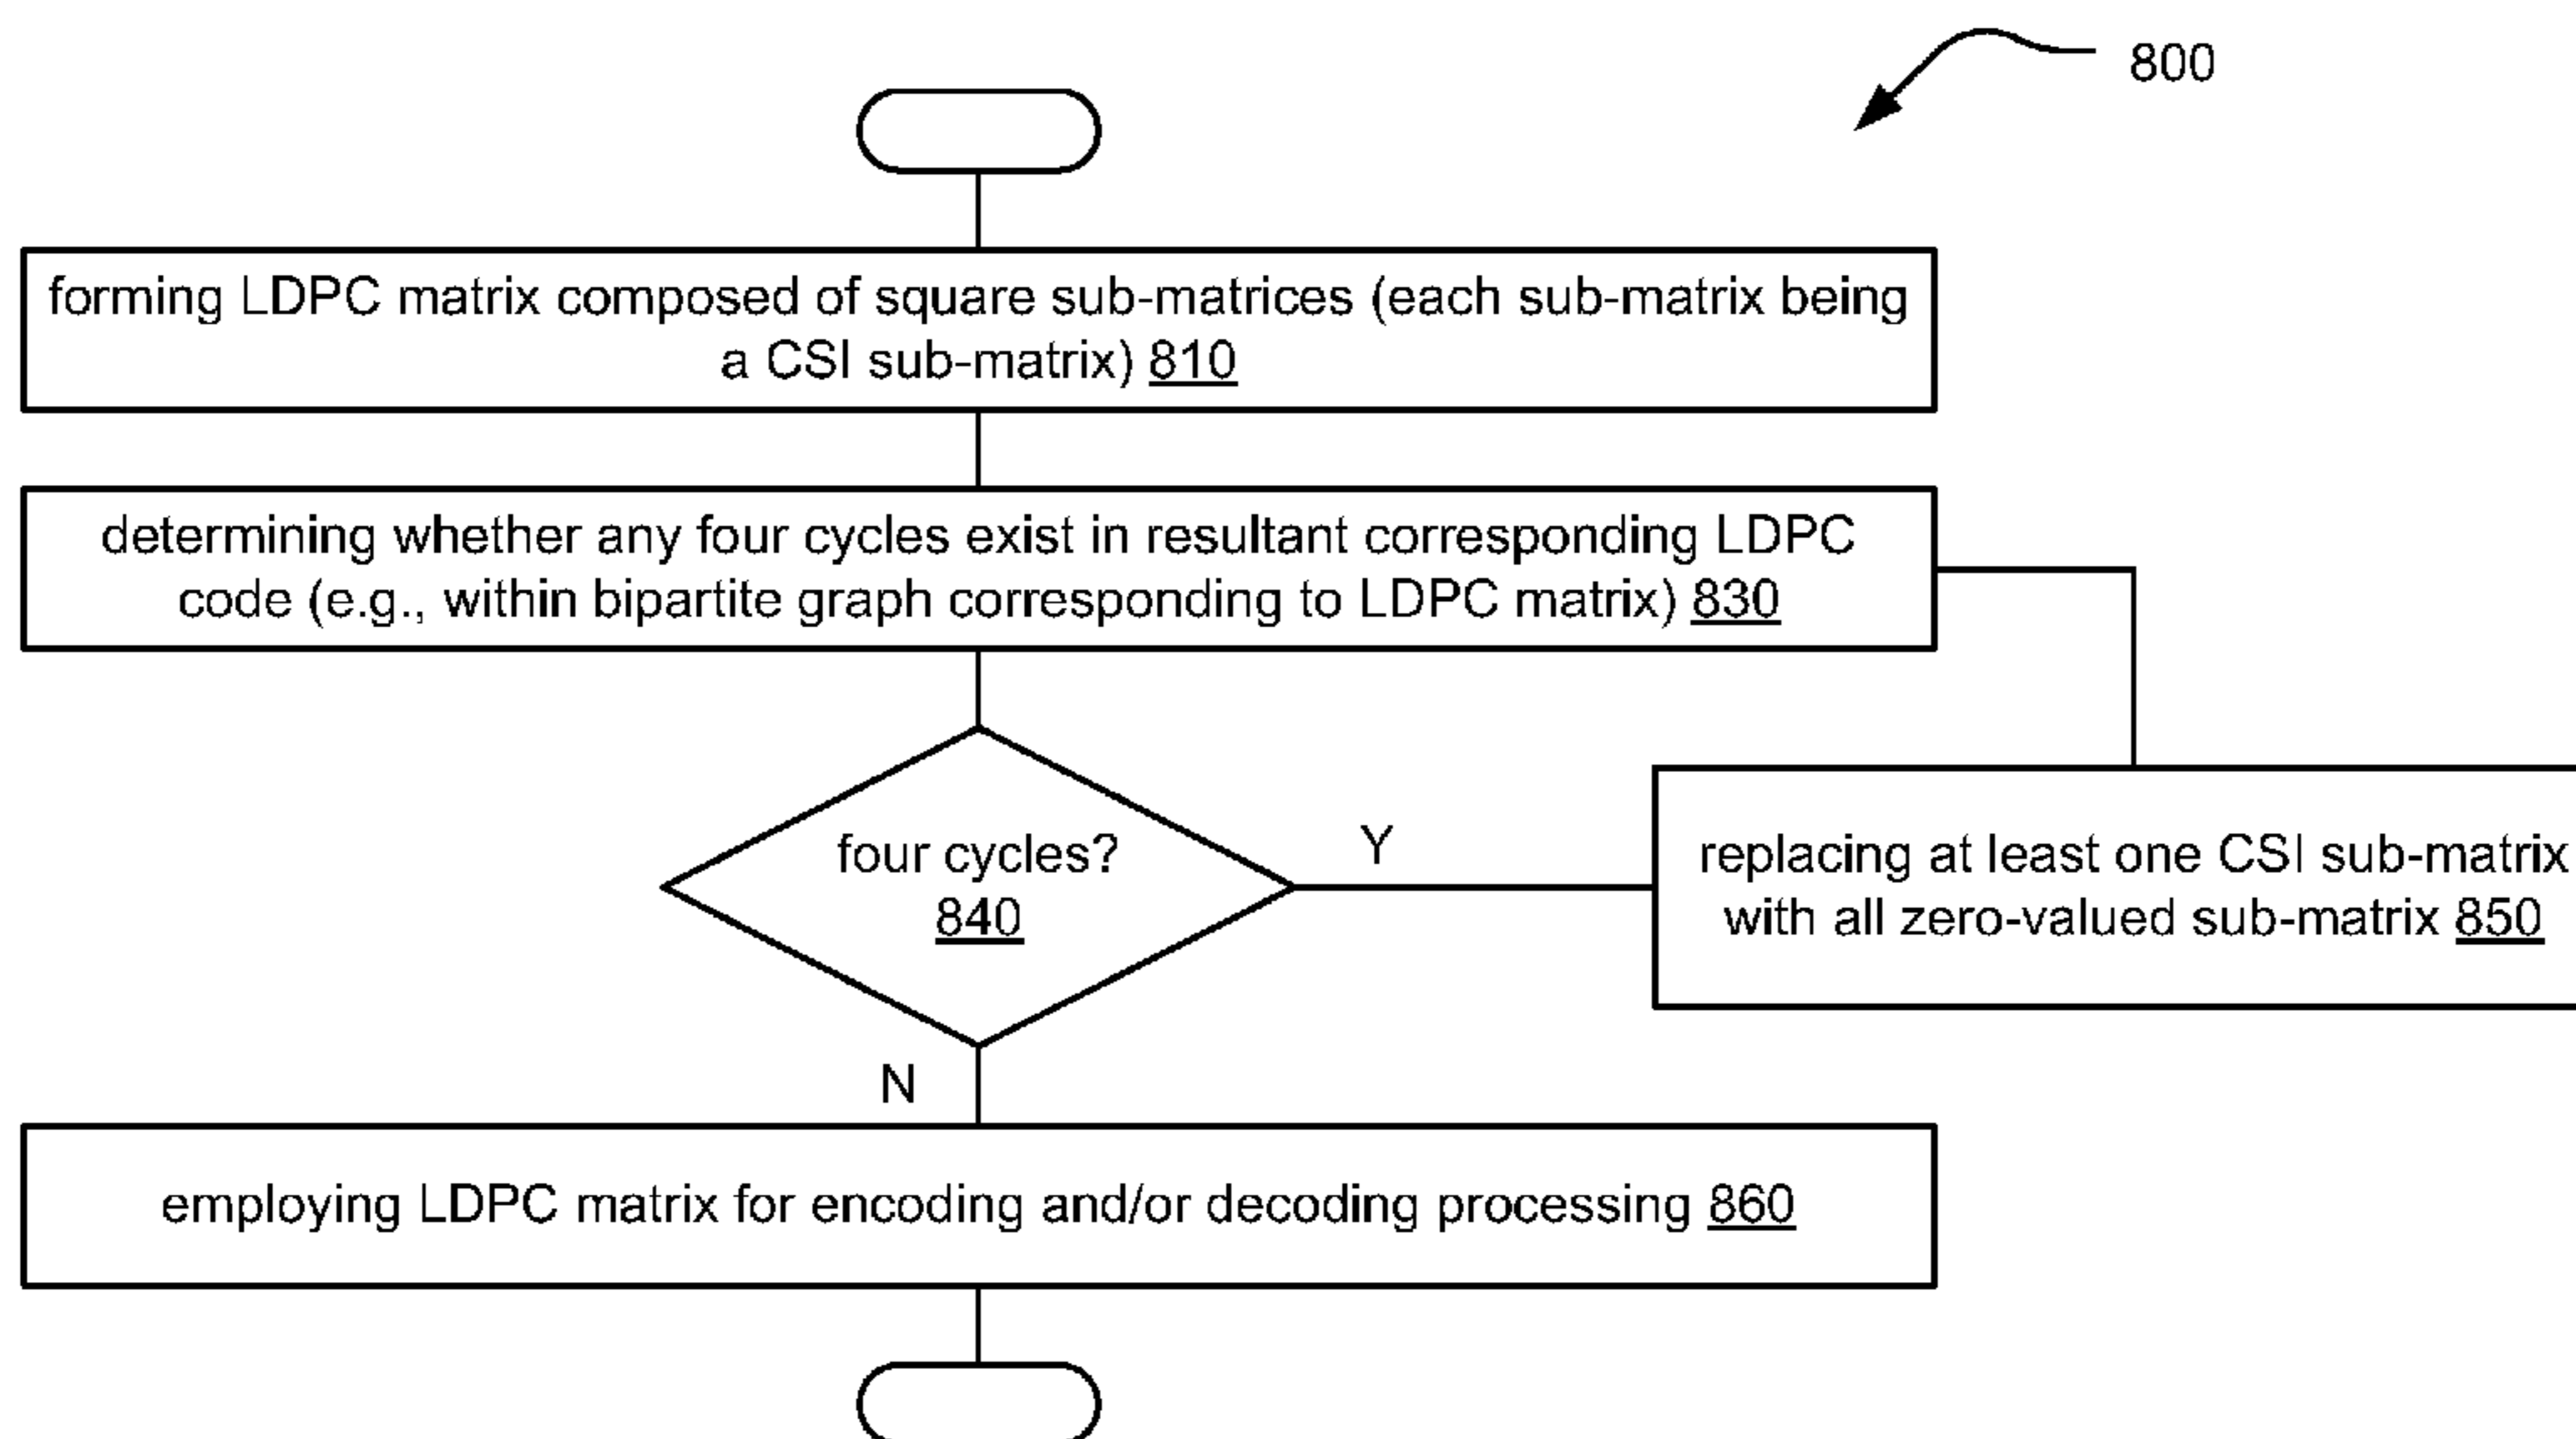 800
forming LDPC matrix composed of square sub-matrices (each sub-matrix being
a CSI sub-matrix) 810
determining whether any four cycles exist in resultant corresponding LDPC
code (e.g., within bipartite graph corresponding to LDPC matrix) 830
four cycles?
840
Y
replacing at least one CSI sub-matrix
with all zero-valued sub-matrix 850
N
employing LDPC matrix for encoding and/or decoding processing 860